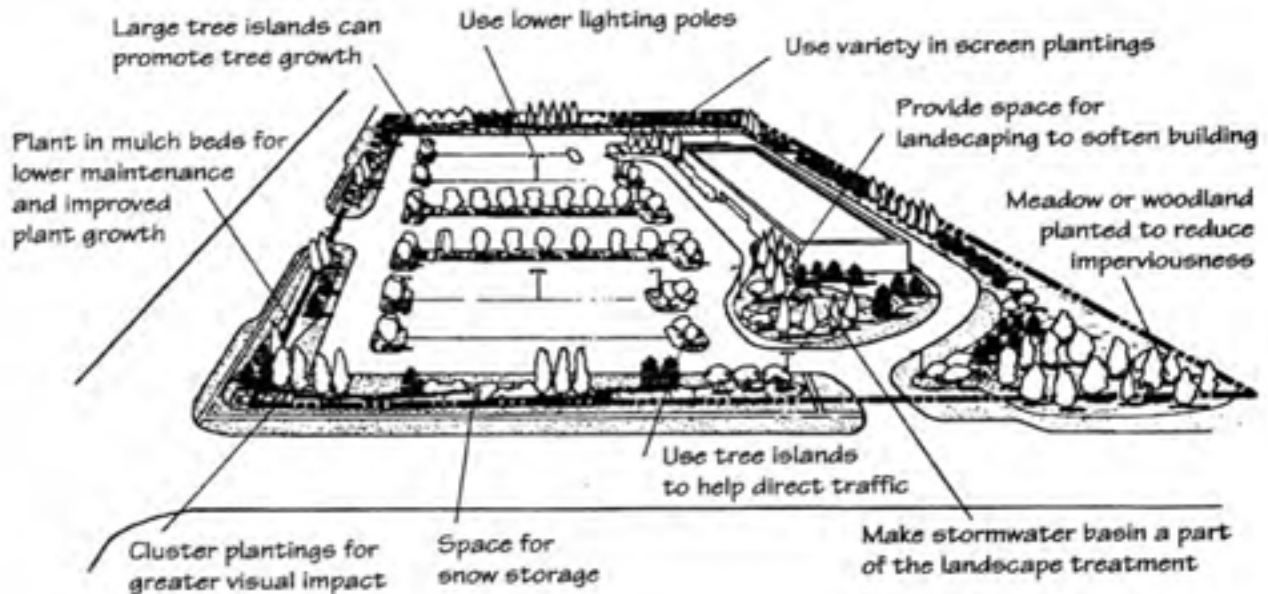 Large tree islands can
promote tree growth
Use lower lighting poles
Use variety in screen plantings
Plant in mulch beds for
lower maintenance
and improved
plant growth
Provide space for
landscaping to soften building
Meadow or woodland
planted to reduce
imperviousness
Use tree islands
to help direct traffic
Cluster plantings for
greater visual impact
Space for
snow storage
Make stormwater basin a part
of the landscape treatment